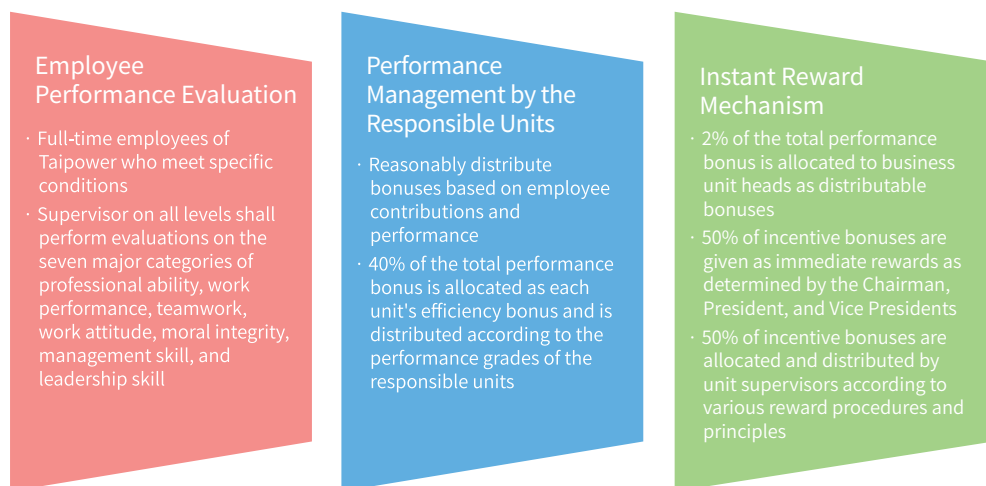 Employee
Performance Evaluation
· Full-time employees of
Taipower who meet specific
conditions
· Supervisor on all levels shall
perform evaluations on the
seven major categories of
professional ability, work
performance, teamwork,
work attitude, moral integrity,
management skill, and
leadership skill
Performance
Management by the
Responsible Units
· Reasonably distribute
bonuses based on employee
contributions and
performance
· 40% of the total performance
bonus is allocated as each
unit's efficiency bonus and is
distributed according to the
performance grades of the
responsible units
Instant Reward
Mechanism
· 2% of the total performance
bonus is allocated to business
unit heads as distributable
bonuses
· 50% of incentive bonuses are
given as immediate rewards as
determined by the Chairman,
President, and Vice Presidents
· 50% of incentive bonuses are
allocated and distributed by
unit supervisors according to
various reward procedures and
principles